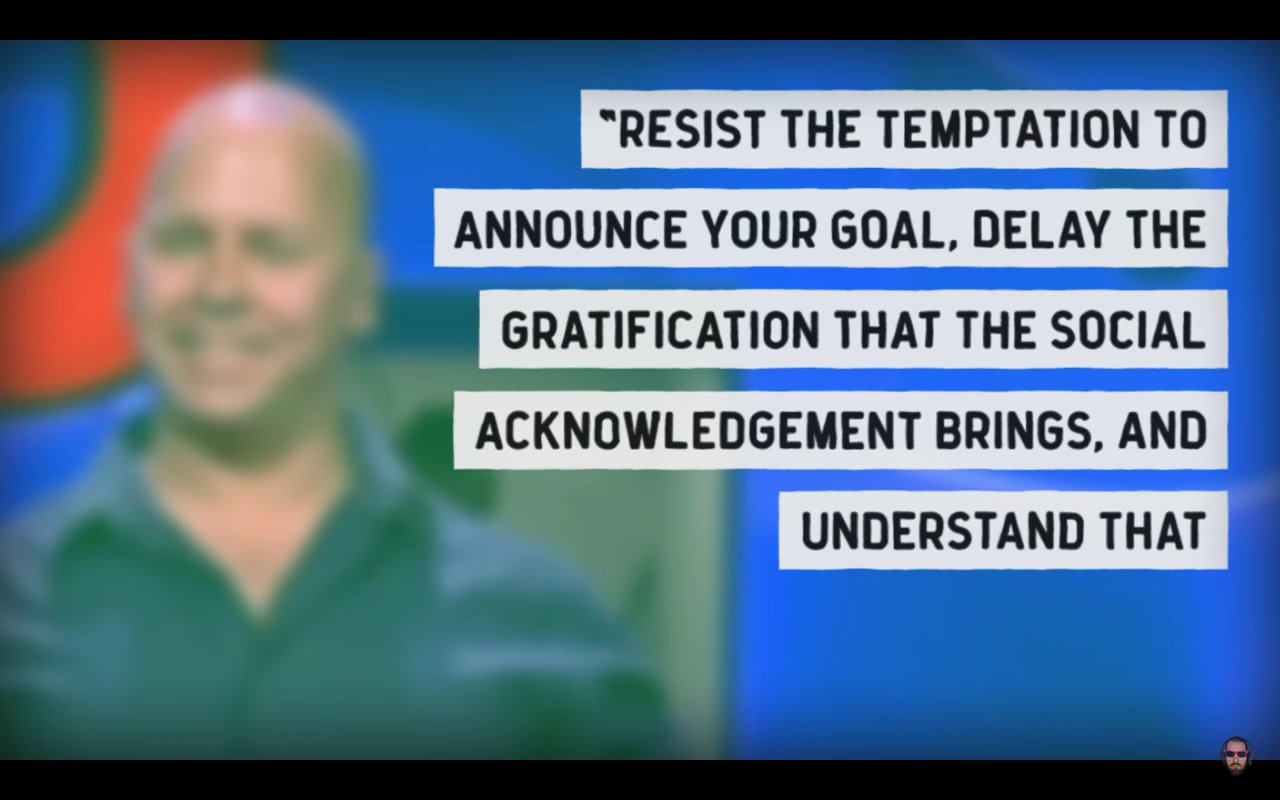 "RESIST THE TEMPTATION TO
ANNOUNCE YOUR GOAL, DELAY THE
GRATIFICATION THAT THE SOCIAL
ACKNOWLEDGEMENT BRINGS, AND
UNDERSTAND THAT